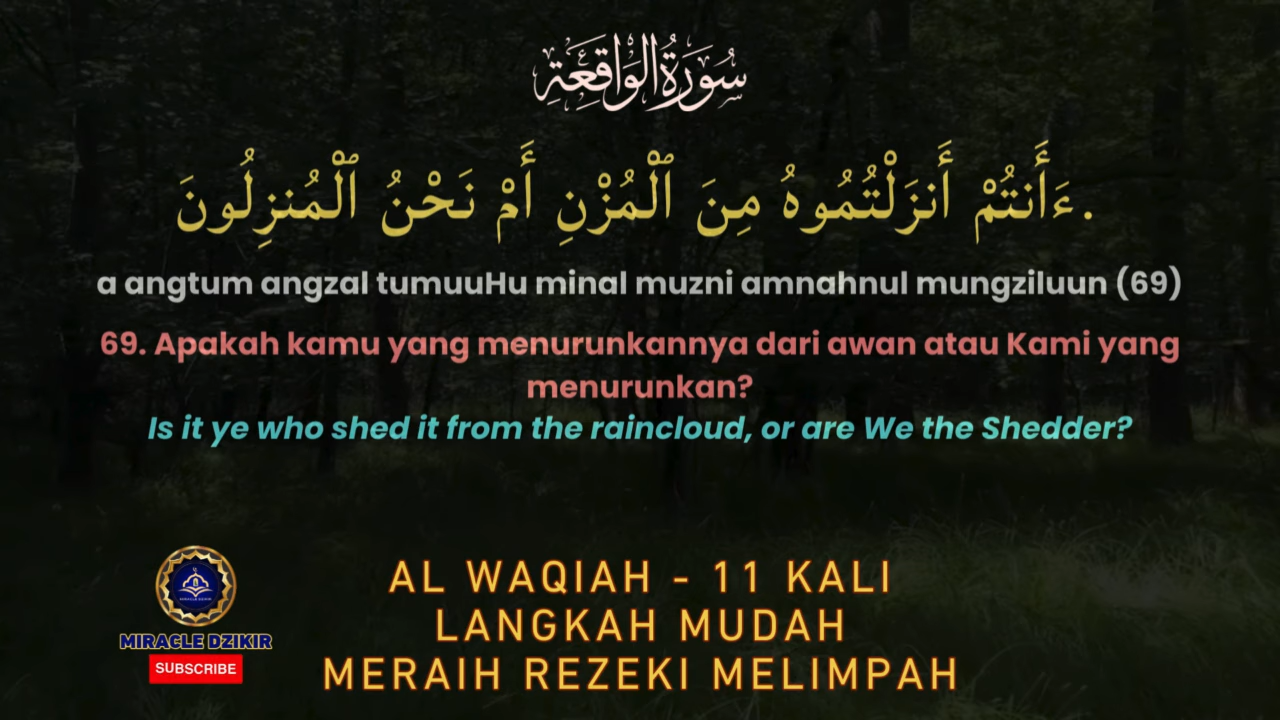 سُورَةُ الوَاقِعَةِ
ءَأَنتُمْ أَنزَلْتُمُوهُ مِنَ ٱلْمُزْنِ أَمْ نَحْنُ ٱلْمُنزِلُونَ.
a angtum angzal tumuuHu minal muzni amnahnul mungziluun (69)
69. Apakah kamu yang menurunkannya dari awan atau Kami yang
menurunkan?
Is it ye who shed it from the raincloud, or are We the Shedder?
AL WAQIAH - 11 KALI
LANGKAH MUDAH
MERAIH REZEKI MELIMPAH
MIRACLE DZIKIR
MIRACLE DZIKIR
SUBSCRIBE